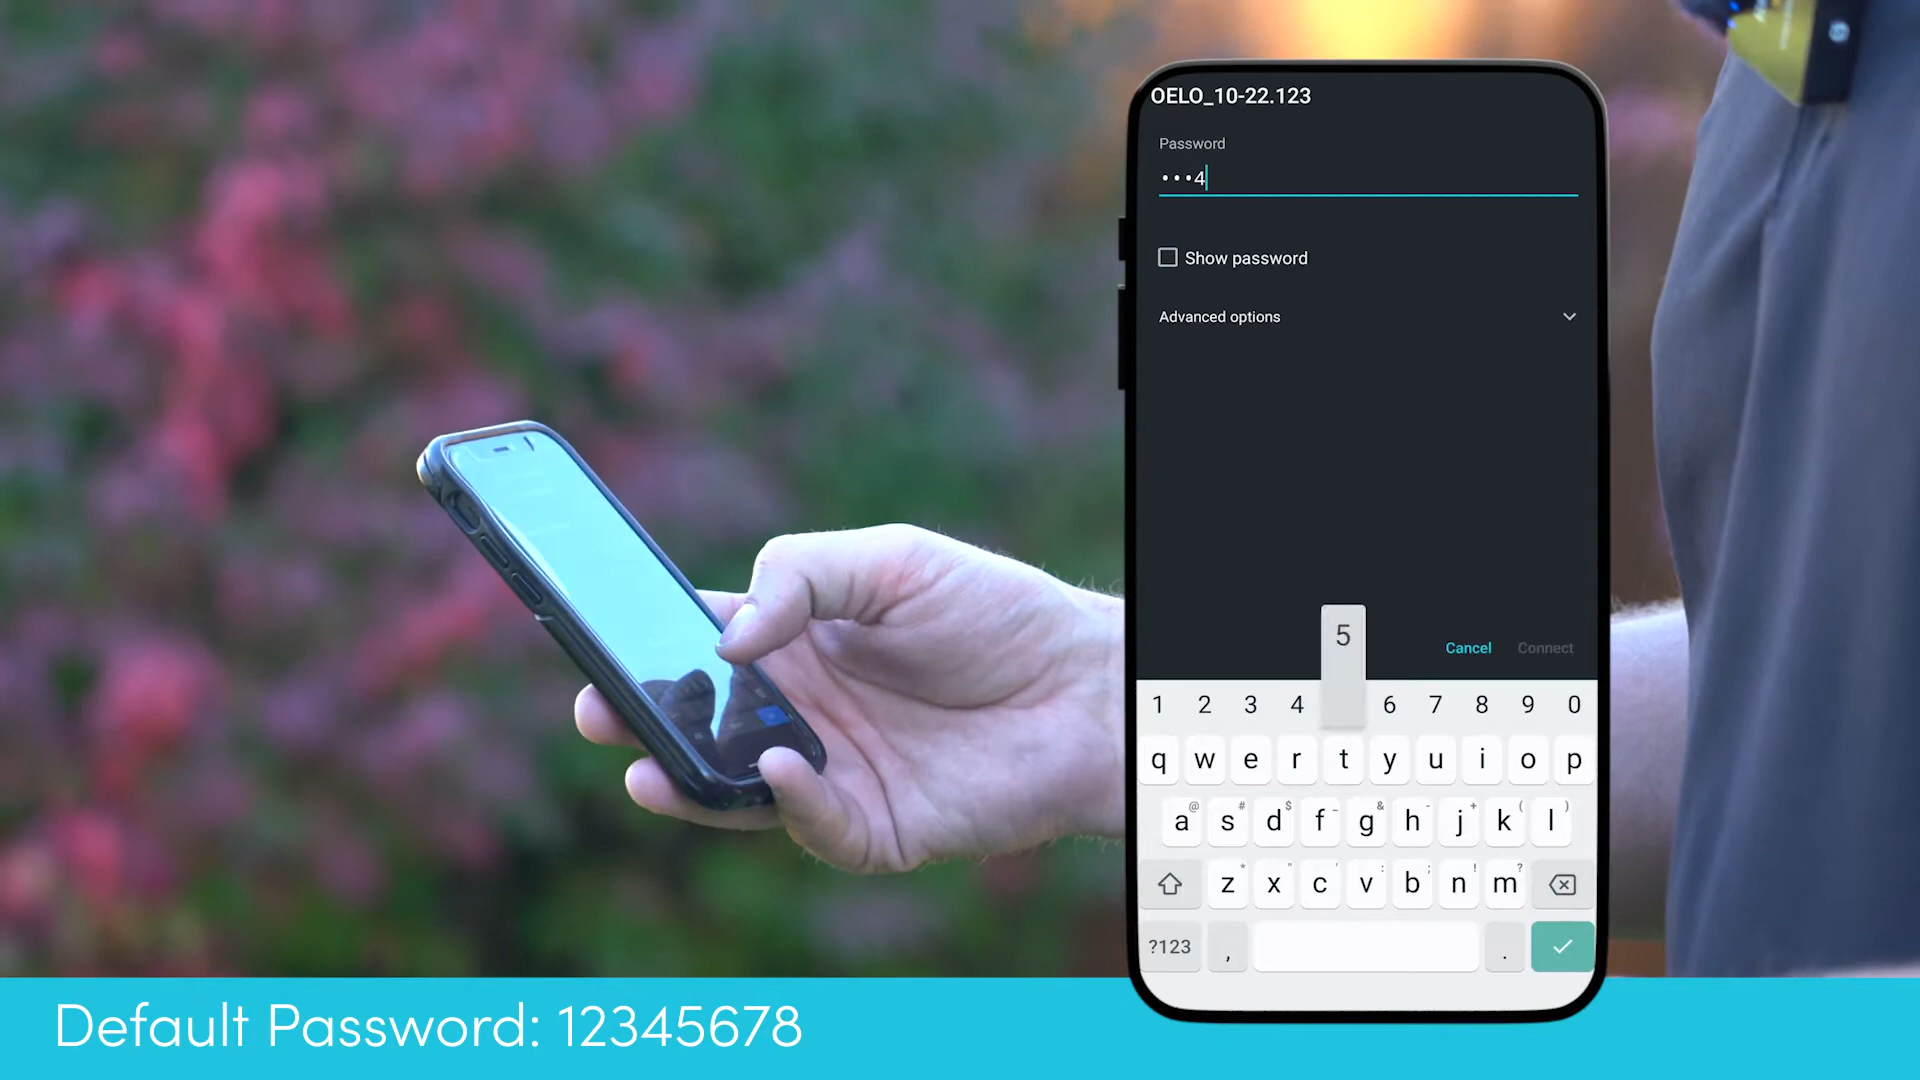 OELO_10-22.123
Password
•••4
Show password
Advanced options
5
Cancel Connect
1 2 3 4 6 7 8 9 0
q w e r t y u i o p
@ # $ _ & - + ( )
a s d f g h j k l
* " ' : ; ! ?
z x c v b n m
?123 , .
Default Password: 12345678